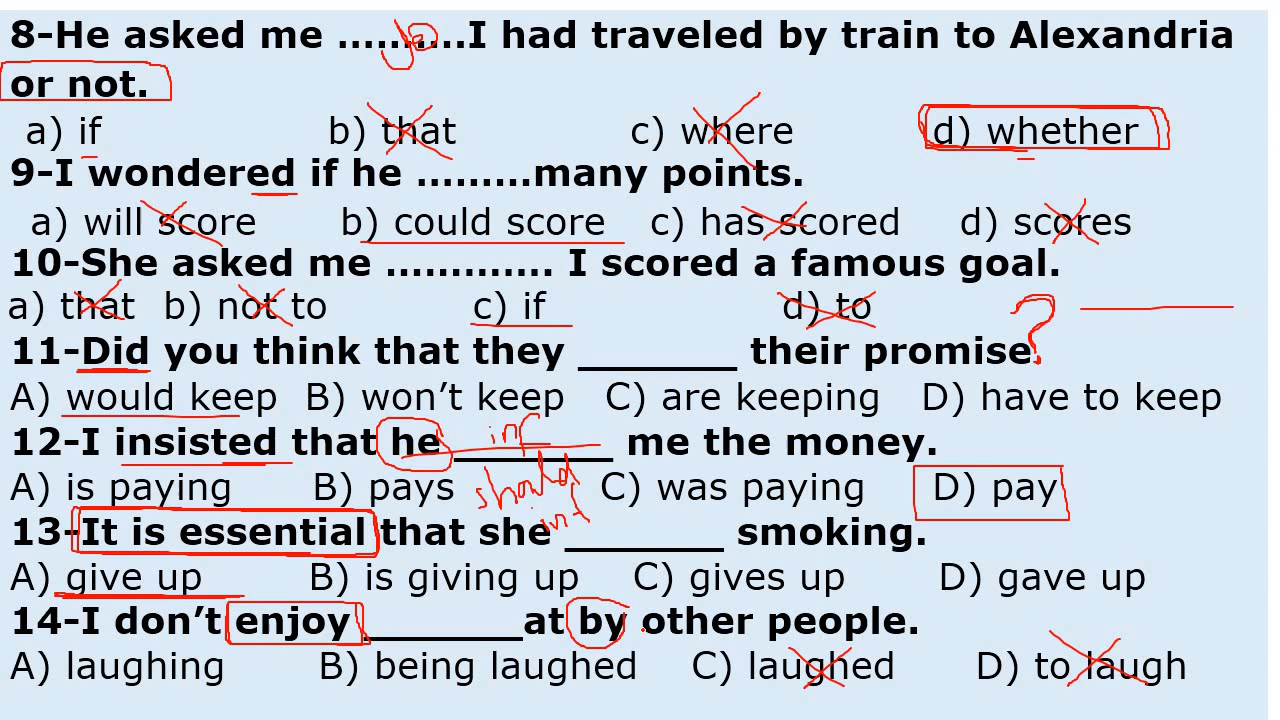 8-He asked me ..........I had traveled by train to Alexandria
or not.
a) if b) that c) where d) whether
9-I wondered if he .........many points.
a) will score b) could score c) has scored d) scores
10-She asked me ............. I scored a famous goal.
a) that b) not to c) if d) to
11-Did you think that they _______ their promise?
A) would keep B) won’t keep C) are keeping D) have to keep
inf
12-I insisted that he _______ me the money.
A) is paying B) pays should C) was paying D) pay
inf
13-It is essential that she _______ smoking.
A) give up B) is giving up C) gives up D) gave up
14-I don’t enjoy _______at by other people.
A) laughing B) being laughed C) laughed D) to laugh